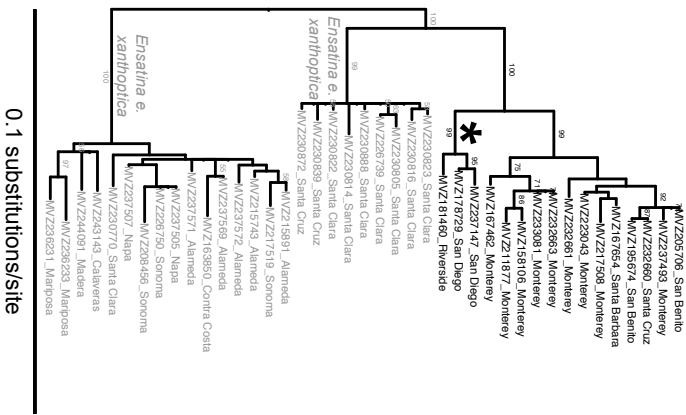 MVZ205706_San Benito
MVZ237493_Monterey
MVZ232660_Santa Cruz
MVZ195674_San Benito
MVZ167654_Santa Barbara
MVZ217508_Monterey
MVZ223043_Monterey
MVZ232661_Monterey
MVZ232663_Monterey
MVZ233081_Monterey
MVZ158106_Monterey
MVZ211877_Monterey
MVZ167462_Monterey
MVZ237147_San Diego
MVZ178729_San Diego
MVZ181460_Riverside
MVZ230823_Santa Clara
MVZ230816_Santa Clara
MVZ230805_Santa Clara
MVZ226739_Santa Clara
MVZ230888_Santa Clara
MVZ230814_Santa Clara
MVZ230822_Santa Clara
MVZ230839_Santa Cruz
MVZ230872_Santa Cruz
MVZ215891_Alameda
MVZ217519_Sonoma
MVZ215743_Alameda
MVZ237572_Alameda
MVZ163950_Contra Costa
MVZ237569_Alameda
MVZ237571_Alameda
MVZ208456_Sonoma
MVZ237505_Napa
MVZ226750_Sonoma
MVZ237507_Napa
MVZ230770_Santa Clara
MVZ243143_Calaveras
MVZ244091_Madera
MVZ236233_Mariposa
MVZ236231_Mariposa
100
100
99
92
75
71
86
*
99
95
99
Ensatina e.
xanthoptica
100
Ensatina e.
xanthoptica
97
0.1 substitutions/site